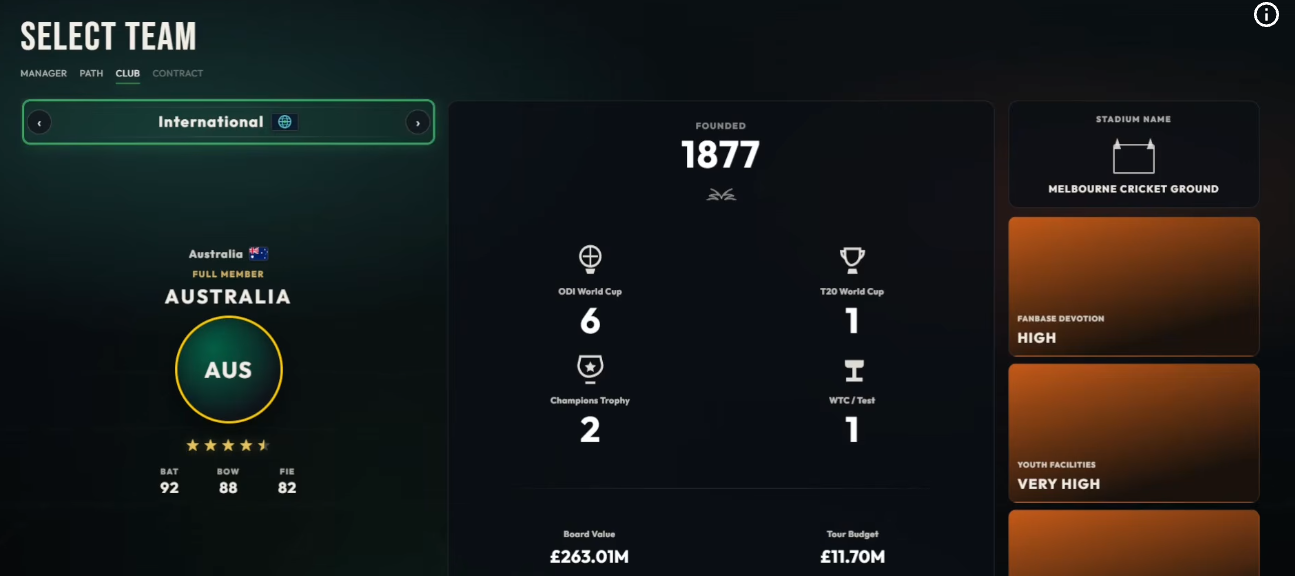 SELECT TEAM
MANAGER PATH CLUB CONTRACT
International
Australia
FULL MEMBER
AUSTRALIA
AUS
BAT BOW FIE
92 88 82
FOUNDED
1877
ODI World Cup
6
T20 World Cup
1
Champions Trophy
2
WTC / Test
1
Board Value
£263.01M
Tour Budget
£11.70M
STADIUM NAME
MELBOURNE CRICKET GROUND
FANBASE DEVOTION
HIGH
YOUTH FACILITIES
VERY HIGH